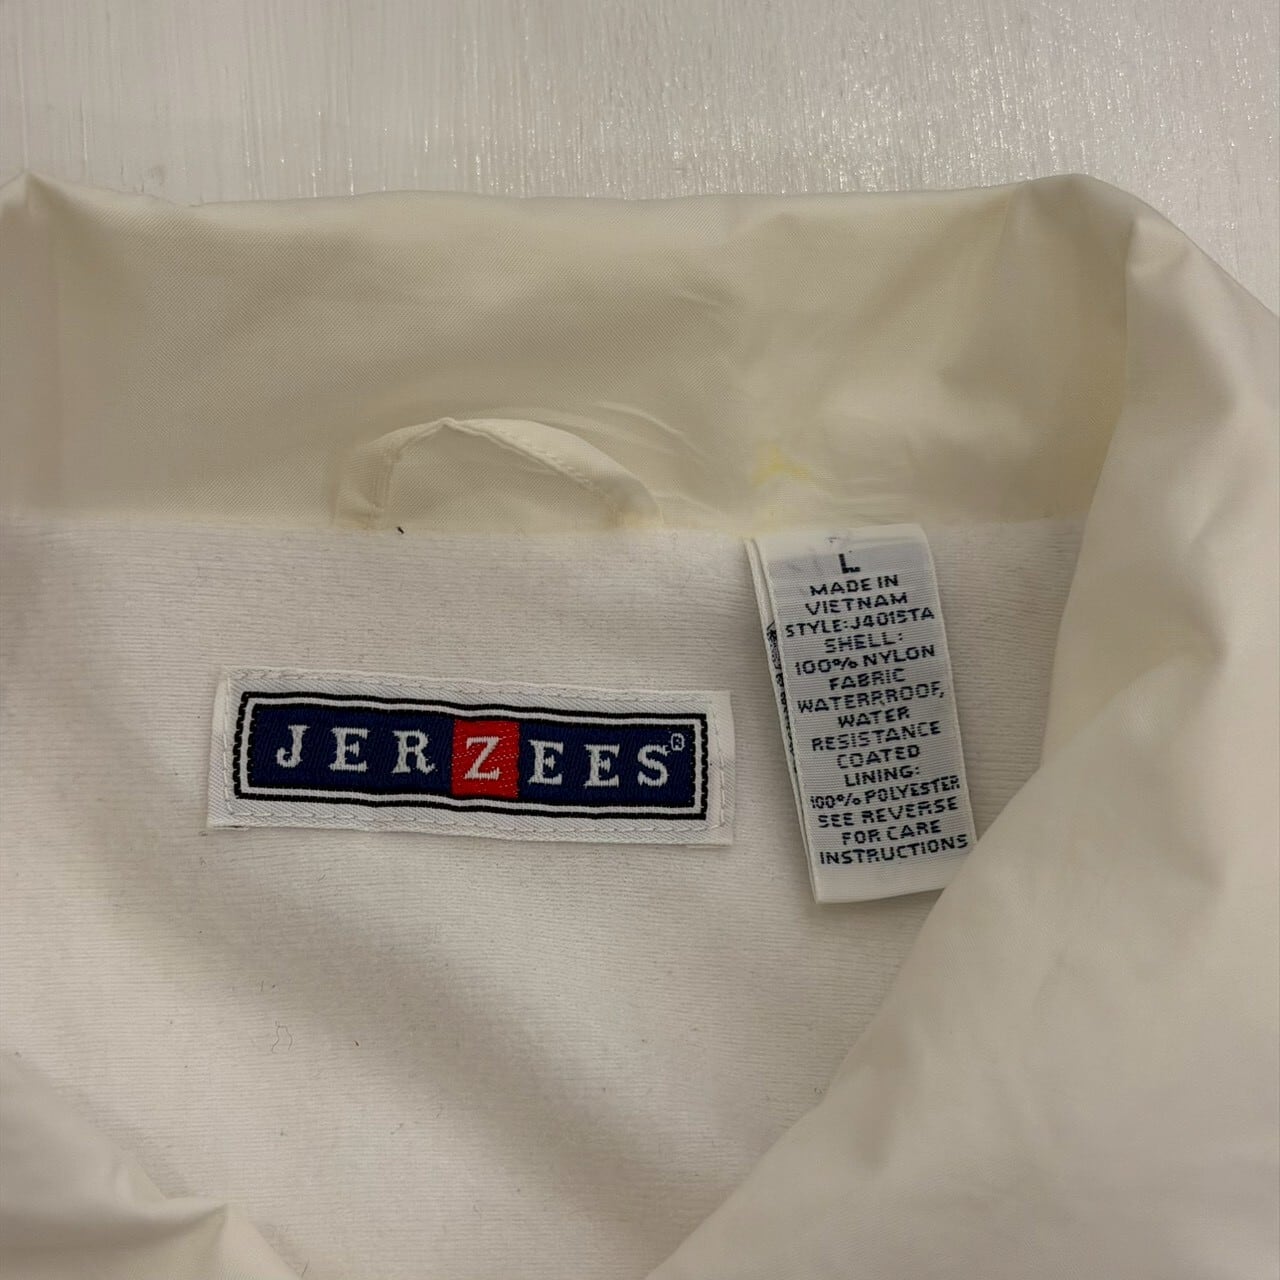 JERZEES®
L
MADE IN
VIETNAM
STYLE:J4015TA
SHELL:
100% NYLON
FABRIC
WATERPROOF,
WATER
RESISTANCE
COATED
LINING:
100% POLYESTER
SEE REVERSE
FOR CARE
INSTRUCTIONS